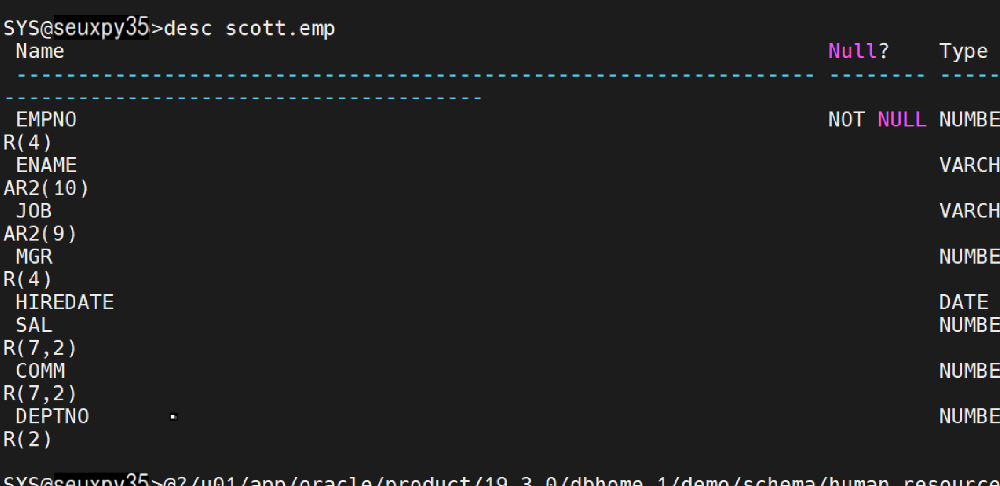 SYS@seuxpy35>desc scott.emp
Name Null? Type
----------------------------------------------------------------- -------- -----
---------------------------------------
EMPNO NOT NULL NUMBE
R(4)
ENAME VARCH
AR2(10)
JOB VARCH
AR2(9)
MGR NUMBE
R(4)
HIREDATE DATE
SAL NUMBE
R(7,2)
COMM NUMBE
R(7,2)
DEPTNO NUMBE
R(2)
SYS@seuxpy35>@?/u01/app/oracle/product/19.3.0/dbhome_1/demo/schema/human_resource